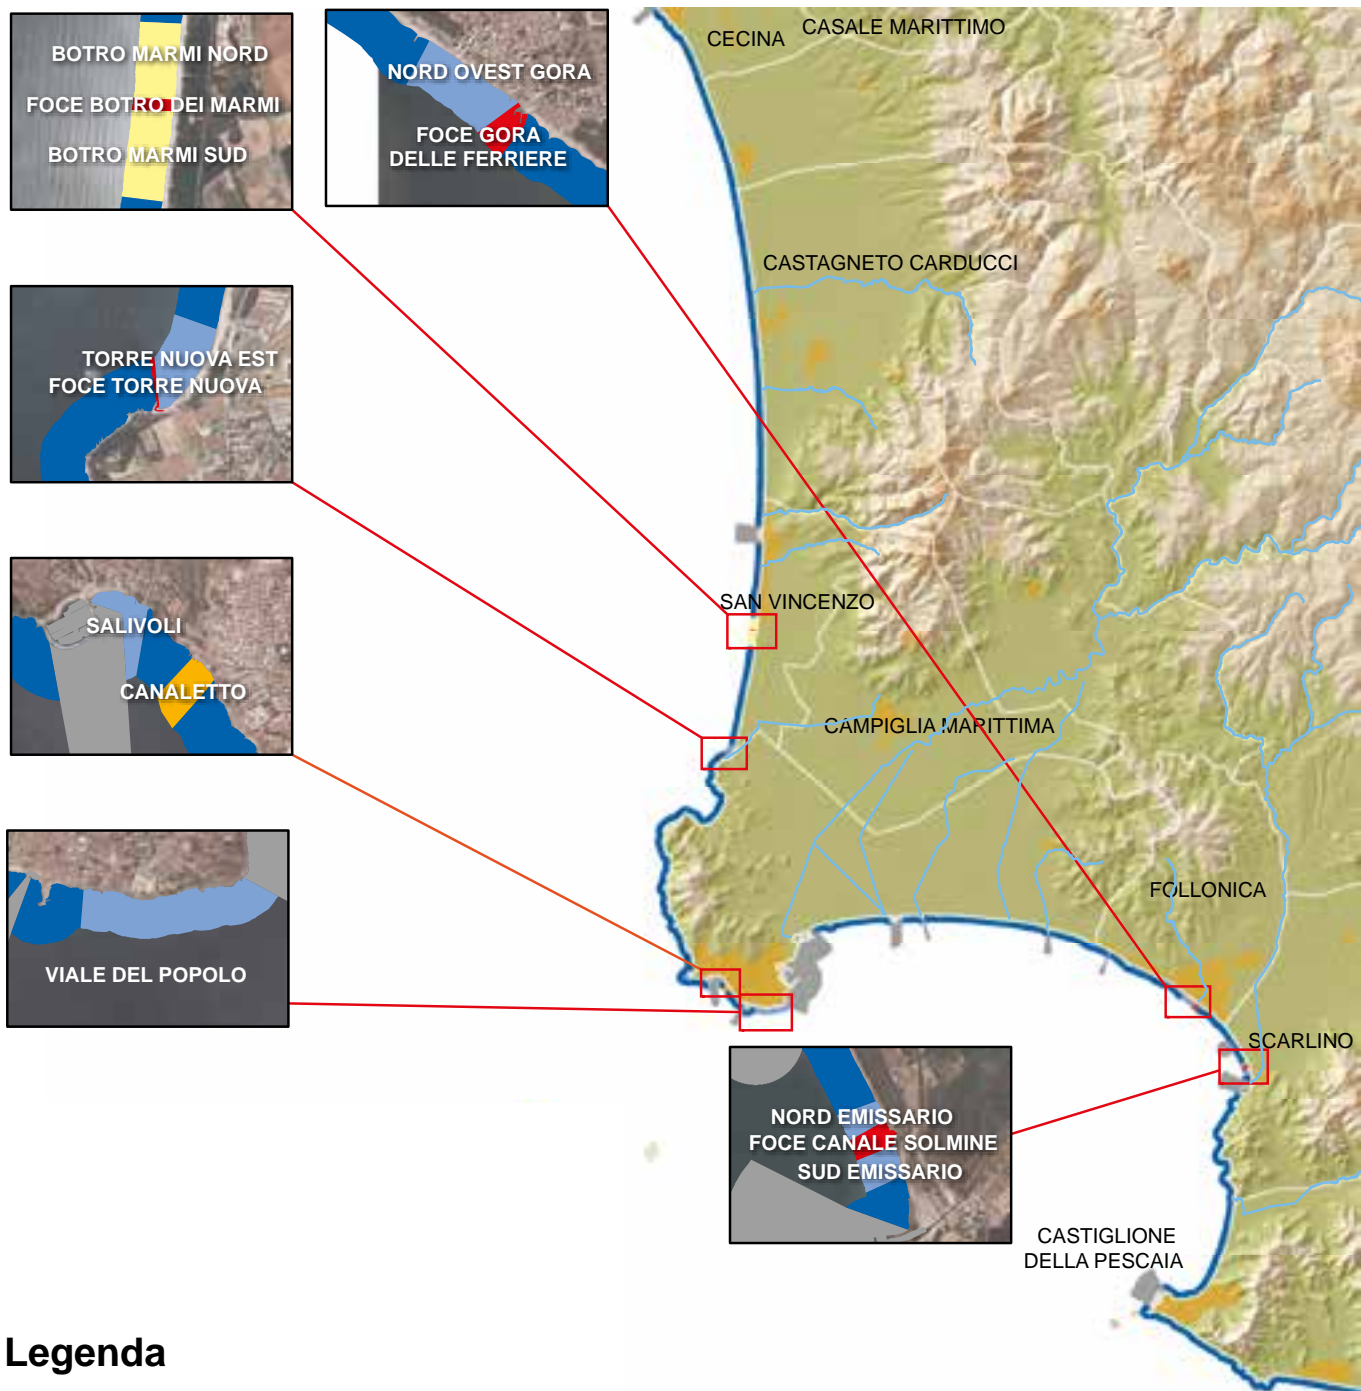 BOTRO MARMI NORD
FOCE BOTRO DEI MARMI
BOTRO MARMI SUD
NORD OVEST GORA
FOCE GORA
DELLE FERRIERE
CECINA
CASALE MARITTIMO
CASTAGNETO CARDUCCI
TORRE NUOVA EST
FOCE TORRE NUOVA
SAN VINCENZO
SALIVOLI
CANALETTO
CAMPIGLIA MARITTIMA
FOLLONICA
VIALE DEL POPOLO
SCARLINO
NORD EMISSARIO
FOCE CANALE SOLMINE
SUD EMISSARIO
CASTIGLIONE
DELLA PESCAIA
Legenda